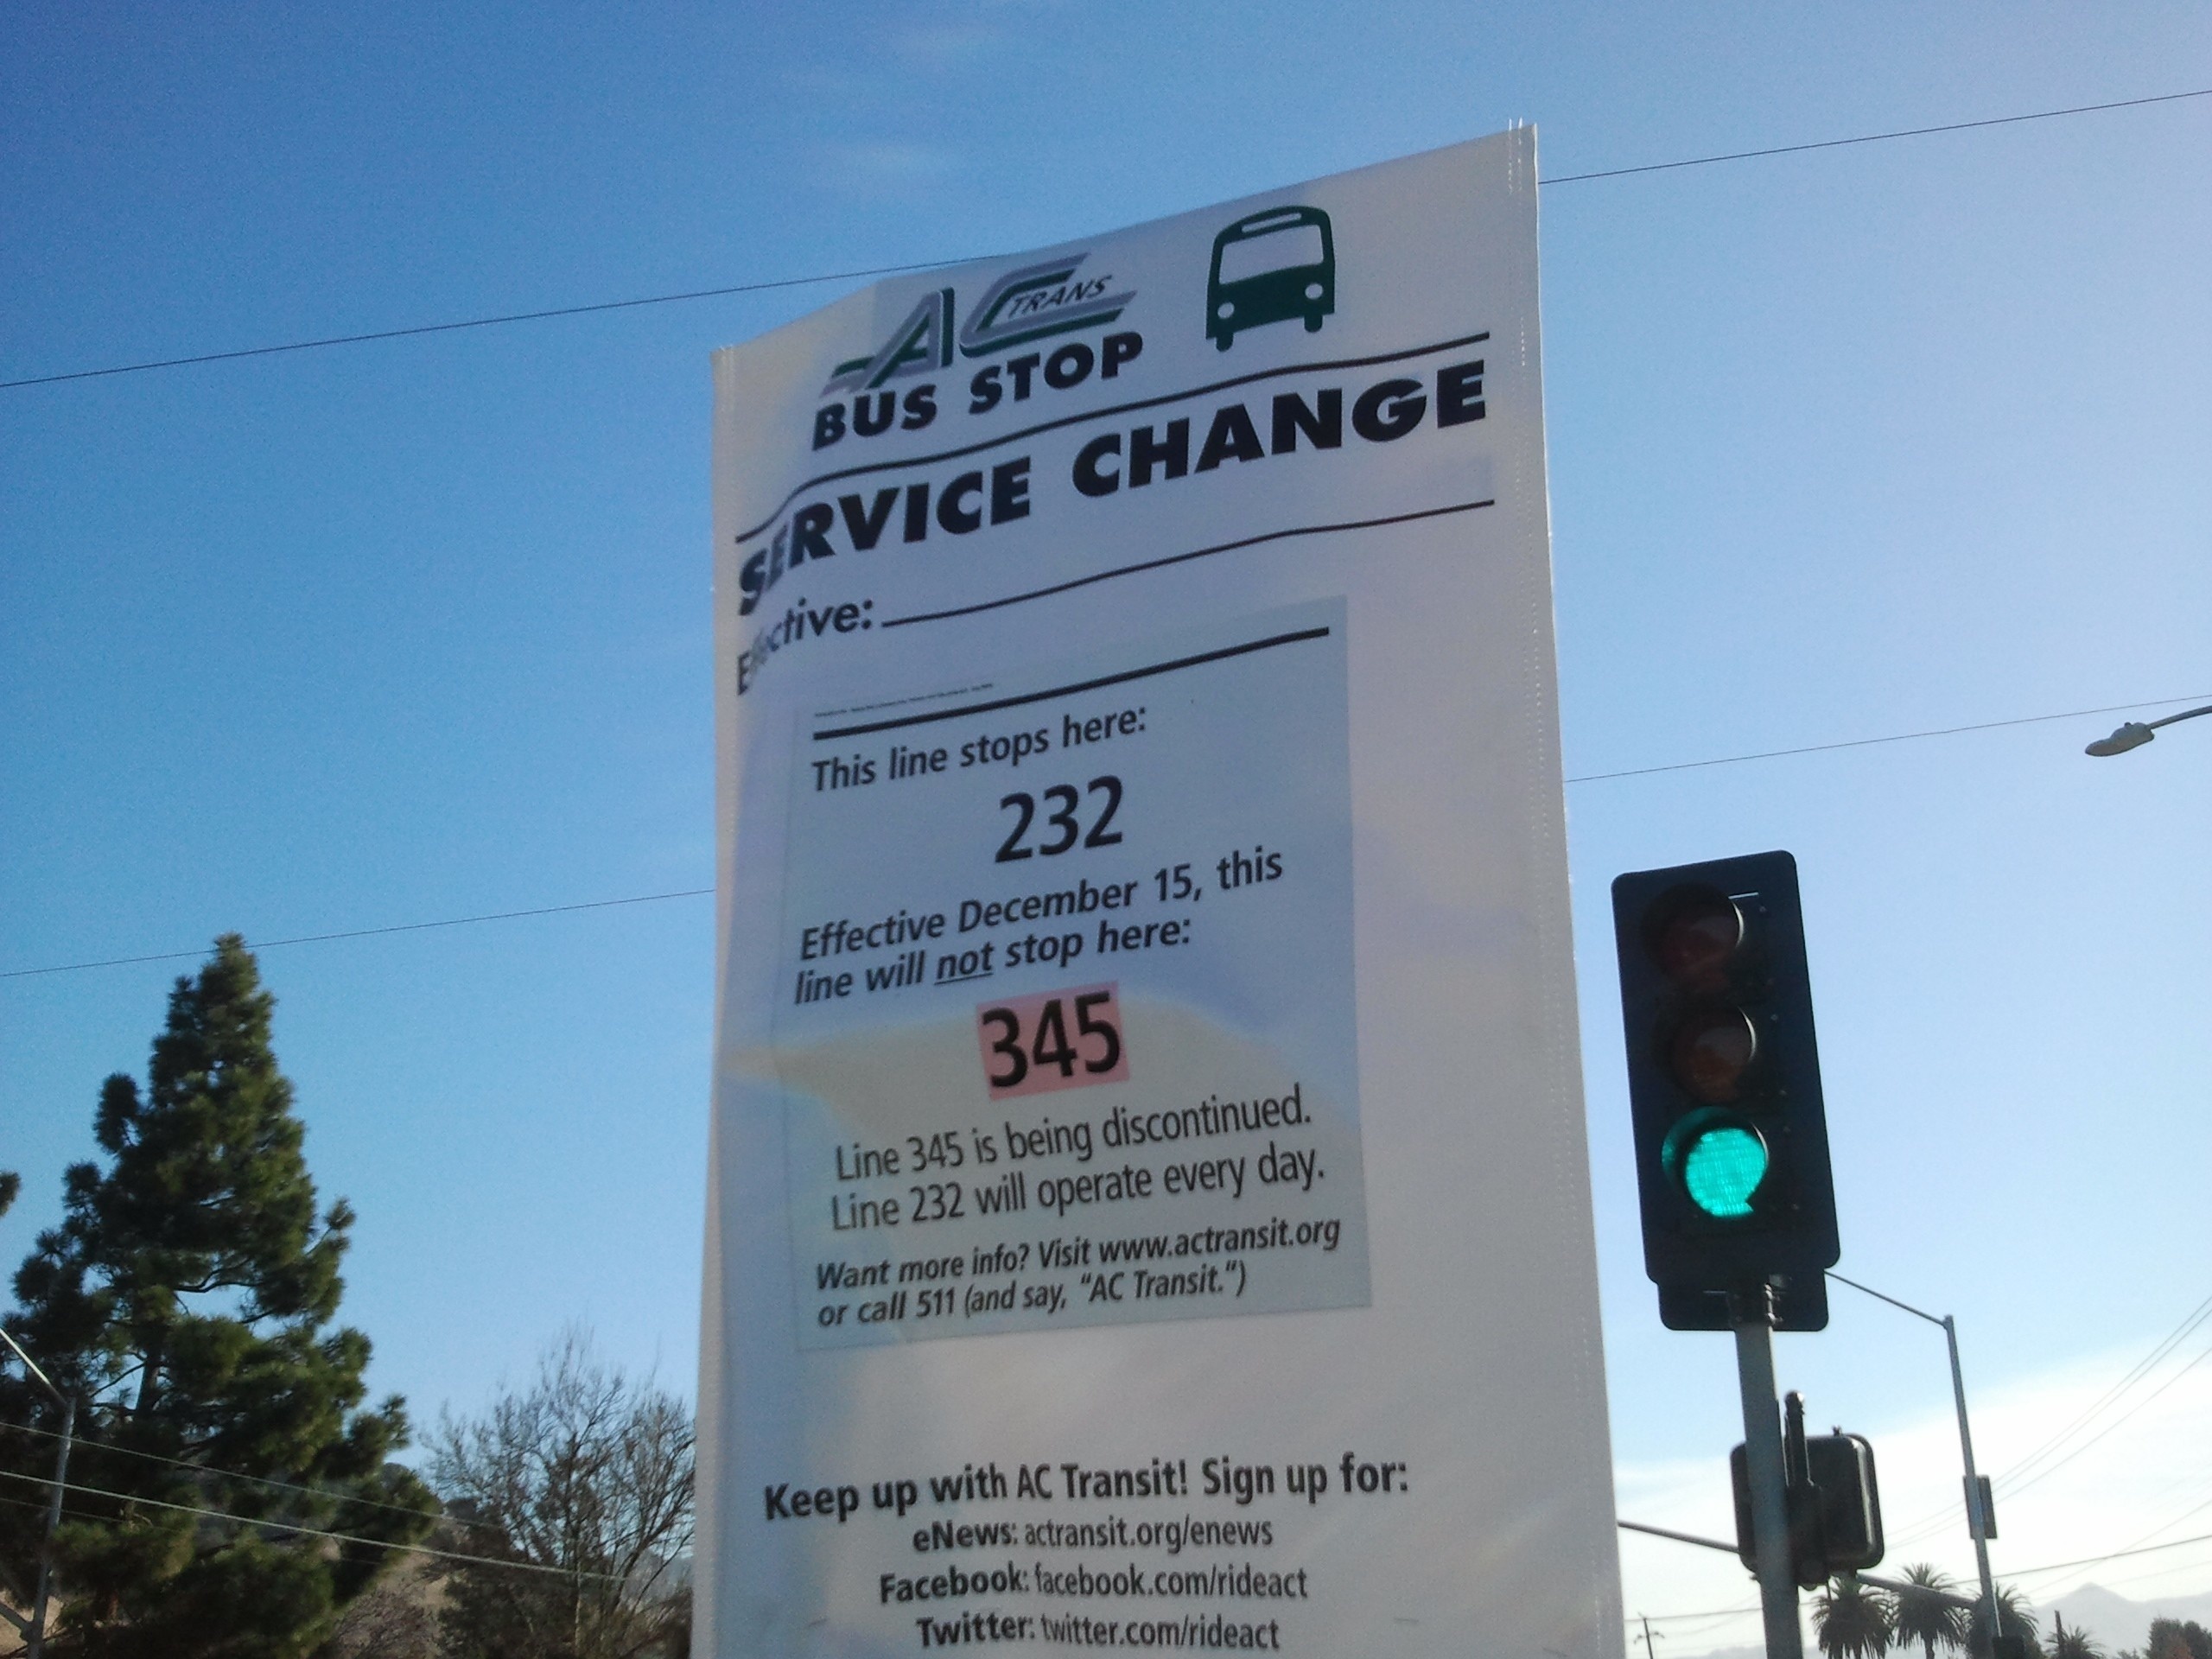 AC TRANS
BUS STOP
SERVICE CHANGE
Effective:
This line stops here:
232
Effective December 15, this
line will not stop here:
345
Line 345 is being discontinued.
Line 232 will operate every day.
Want more info? Visit www.actransit.org
or call 511 (and say, “AC Transit.”)
Keep up with AC Transit! Sign up for:
eNews: actransit.org/enews
Facebook: facebook.com/rideact
Twitter: twitter.com/rideact